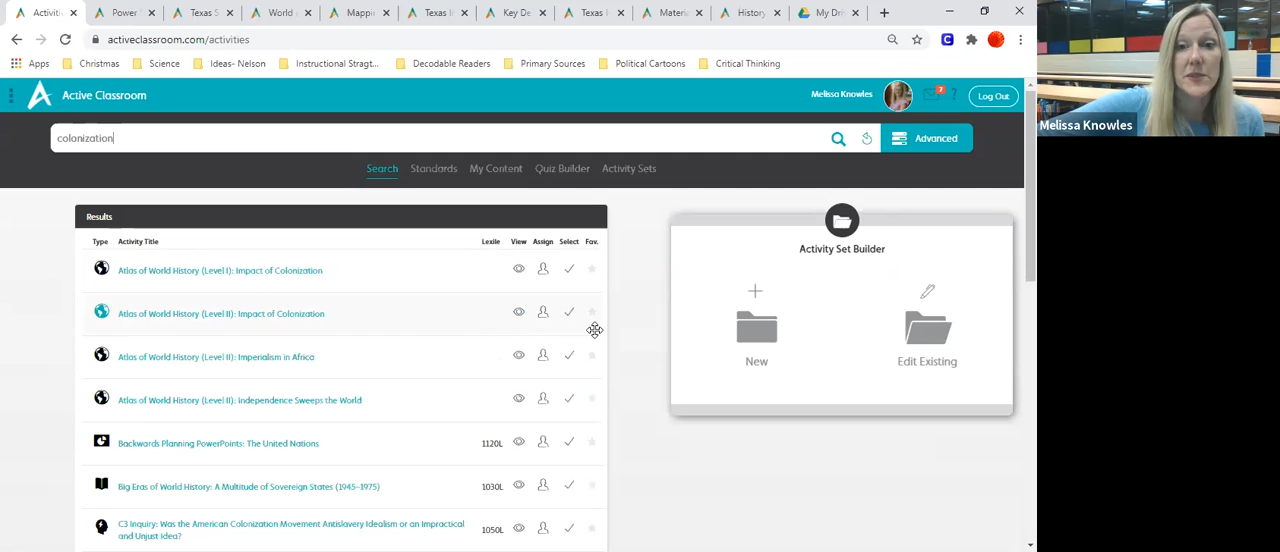 Activiti
Power
Texas S
World
Mappi
Texas It
Key De
Texas H
Materia
History
My Driv
activeclassroom.com/activities
Apps
Christmas
Science
Ideas- Nelson
Instructional Stragt...
Decodable Readers
Primary Sources
Political Cartoons
Critical Thinking
Active Classroom
Melissa Knowles
7
?
Log Out
colonization
Advanced
Search
Standards
My Content
Quiz Builder
Activity Sets
Results
Type Activity Title Lexile View Assign Select Fav.
Atlas of World History (Level I): Impact of Colonization
Atlas of World History (Level II): Impact of Colonization
Atlas of World History (Level II): Imperialism in Africa
Atlas of World History (Level II): Independence Sweeps the World
Backwards Planning PowerPoints: The United Nations 1120L
Big Eras of World History: A Multitude of Sovereign States (1945–1975) 1030L
C3 Inquiry: Was the American Colonization Movement Antislavery Idealism or an Impractical
and Unjust Idea? 1050L
Activity Set Builder
New
Edit Existing
Melissa Knowles